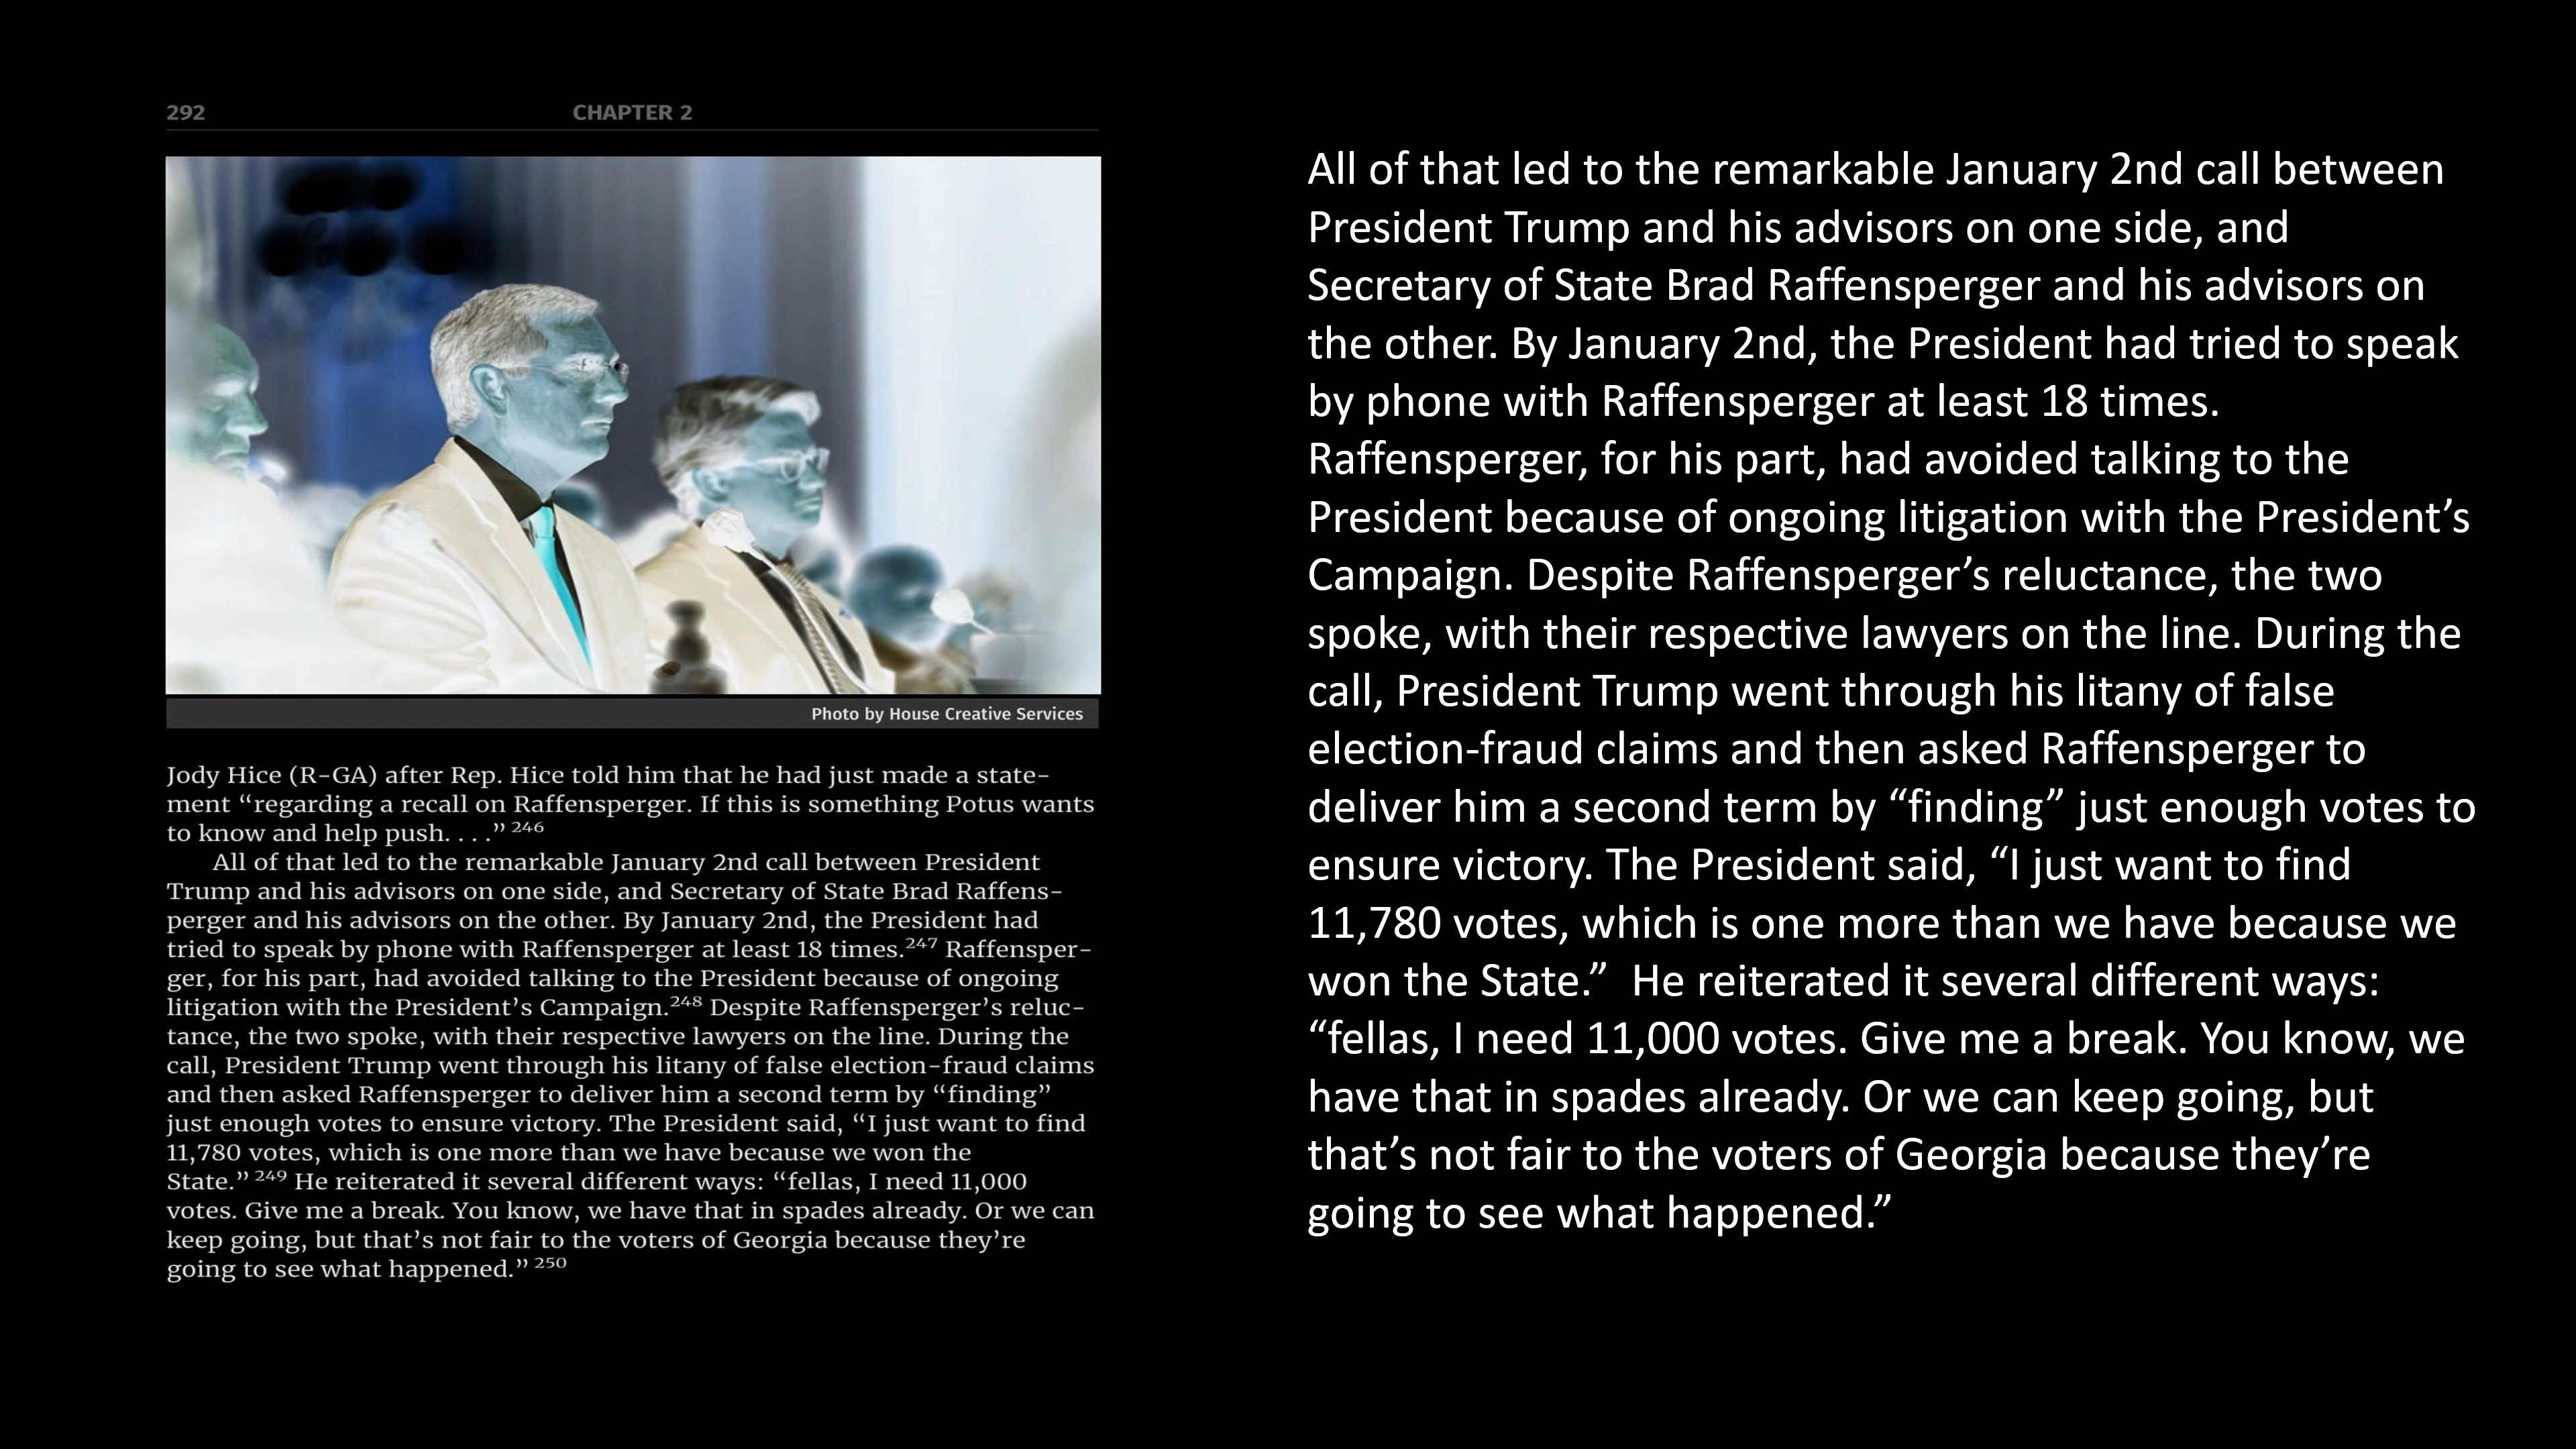 292
CHAPTER 2
Photo by House Creative Services
Jody Hice (R-GA) after Rep. Hice told him that he had just made a state-
ment “regarding a recall on Raffensperger. If this is something Potus wants
to know and help push. . . .” 246
All of that led to the remarkable January 2nd call between President
Trump and his advisors on one side, and Secretary of State Brad Raffens-
perger and his advisors on the other. By January 2nd, the President had
tried to speak by phone with Raffensperger at least 18 times.247 Raffensper-
ger, for his part, had avoided talking to the President because of ongoing
litigation with the President’s Campaign.248 Despite Raffensperger’s reluc-
tance, the two spoke, with their respective lawyers on the line. During the
call, President Trump went through his litany of false election-fraud claims
and then asked Raffensperger to deliver him a second term by “finding”
just enough votes to ensure victory. The President said, “I just want to find
11,780 votes, which is one more than we have because we won the
State.” 249 He reiterated it several different ways: “fellas, I need 11,000
votes. Give me a break. You know, we have that in spades already. Or we can
keep going, but that’s not fair to the voters of Georgia because they’re
going to see what happened.” 250
All of that led to the remarkable January 2nd call between
President Trump and his advisors on one side, and
Secretary of State Brad Raffensperger and his advisors on
the other. By January 2nd, the President had tried to speak
by phone with Raffensperger at least 18 times.
Raffensperger, for his part, had avoided talking to the
President because of ongoing litigation with the President’s
Campaign. Despite Raffensperger’s reluctance, the two
spoke, with their respective lawyers on the line. During the
call, President Trump went through his litany of false
election-fraud claims and then asked Raffensperger to
deliver him a second term by “finding” just enough votes to
ensure victory. The President said, “I just want to find
11,780 votes, which is one more than we have because we
won the State.”  He reiterated it several different ways:
“fellas, I need 11,000 votes. Give me a break. You know, we
have that in spades already. Or we can keep going, but
that’s not fair to the voters of Georgia because they’re
going to see what happened.”